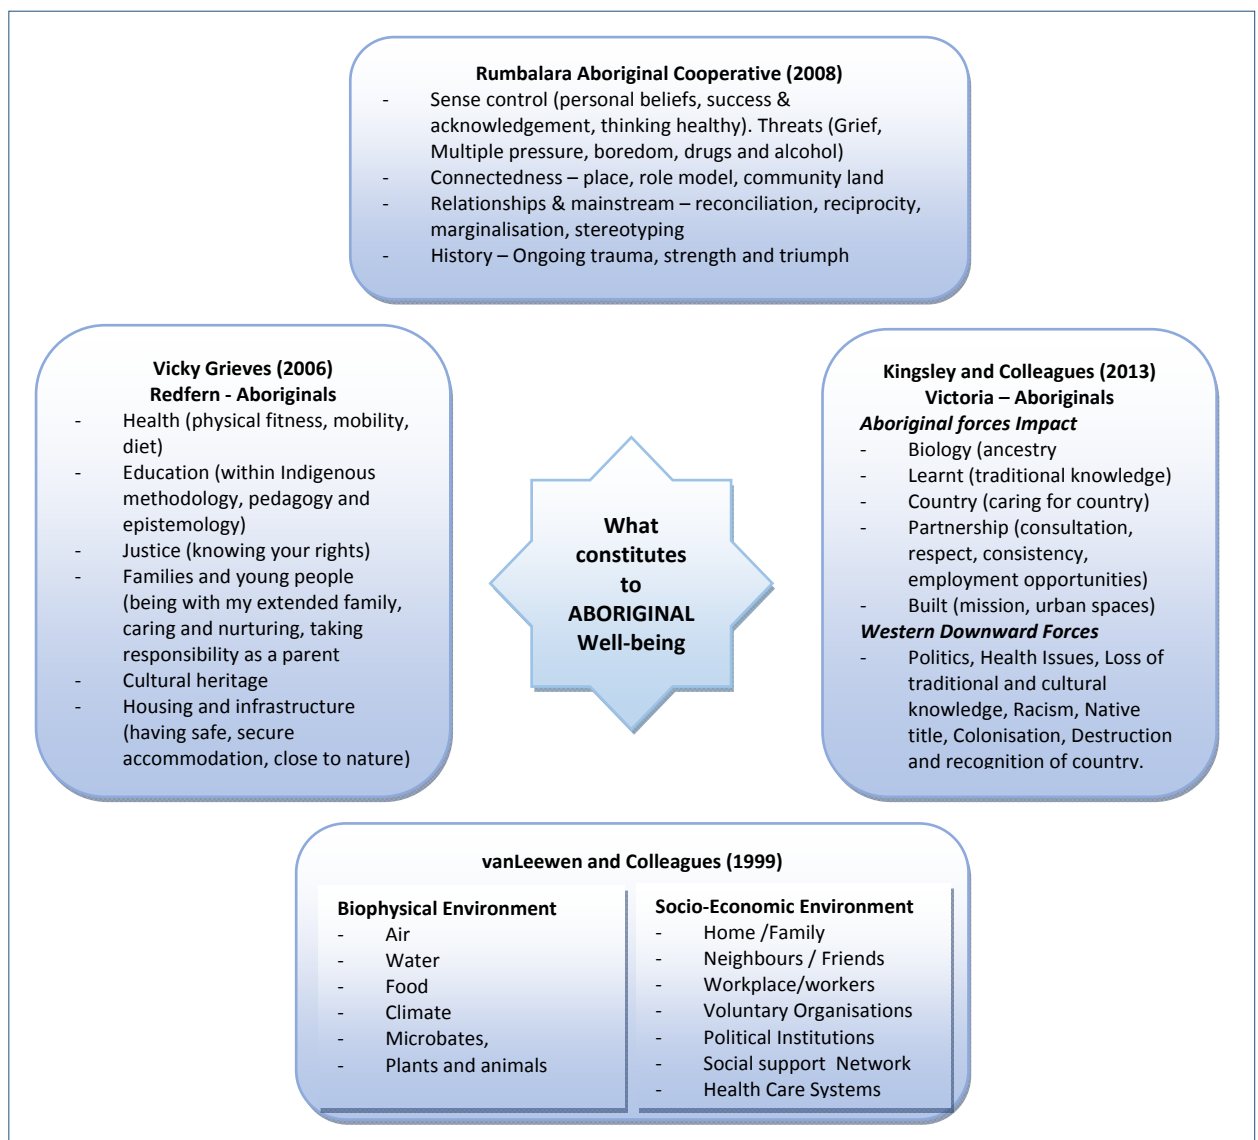 Rumbalara Aboriginal Cooperative (2008)
- Sense control (personal beliefs, success &
acknowledgement, thinking healthy). Threats (Grief,
Multiple pressure, boredom, drugs and alcohol)
- Connectedness – place, role model, community land
- Relationships & mainstream – reconciliation, reciprocity,
marginalisation, stereotyping
- History – Ongoing trauma, strength and triumph
Vicky Grieves (2006)
Redfern - Aboriginals
- Health (physical fitness, mobility,
diet)
- Education (within Indigenous
methodology, pedagogy and
epistemology)
- Justice (knowing your rights)
- Families and young people
(being with my extended family,
caring and nurturing, taking
responsibility as a parent
- Cultural heritage
- Housing and infrastructure
(having safe, secure
accommodation, close to nature)
What
constitutes
to
ABORIGINAL
Well-being
Kingsley and Colleagues (2013)
Victoria – Aboriginals
Aboriginal forces Impact
- Biology (ancestry
- Learnt (traditional knowledge)
- Country (caring for country)
- Partnership (consultation,
respect, consistency,
employment opportunities)
- Built (mission, urban spaces)
Western Downward Forces
- Politics, Health Issues, Loss of
traditional and cultural
knowledge, Racism, Native
title, Colonisation, Destruction
and recognition of country.
vanLeewen and Colleagues (1999)
Biophysical Environment
- Air
- Water
- Food
- Climate
- Microbates,
- Plants and animals
Socio-Economic Environment
- Home /Family
- Neighbours / Friends
- Workplace/workers
- Voluntary Organisations
- Political Institutions
- Social support Network
- Health Care Systems